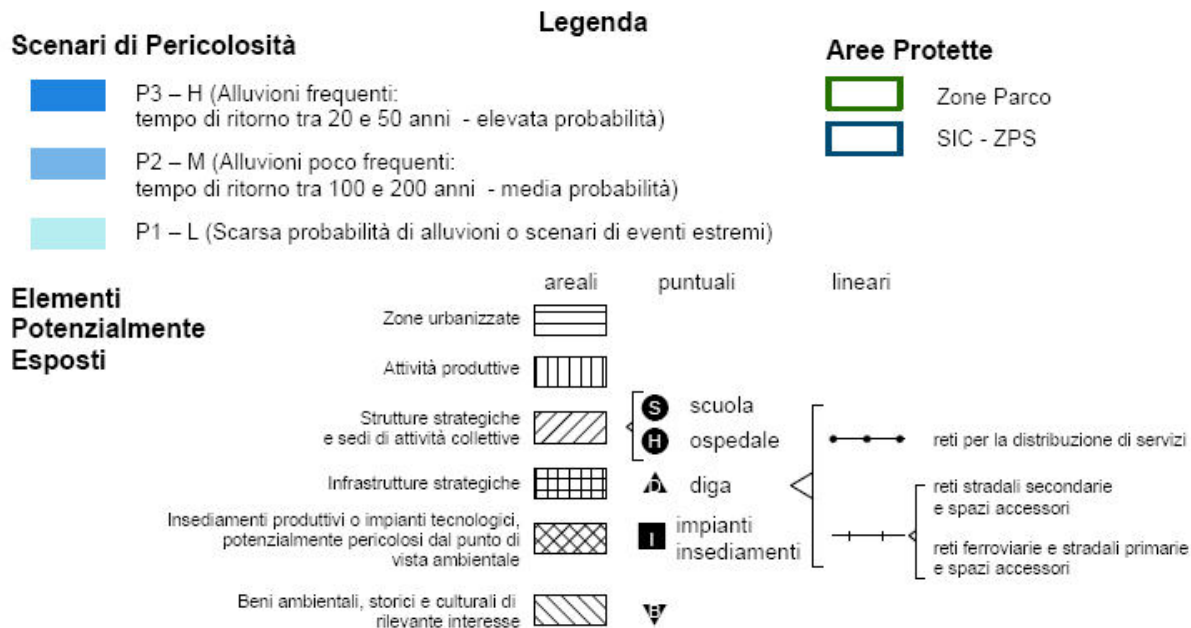 Legenda
Scenari di Pericolosità
P3 – H (Alluvioni frequenti:
tempo di ritorno tra 20 e 50 anni - elevata probabilità)
P2 – M (Alluvioni poco frequenti:
tempo di ritorno tra 100 e 200 anni - media probabilità)
P1 – L (Scarsa probabilità di alluvioni o scenari di eventi estremi)
Aree Protette
Zone Parco
SIC - ZPS
Elementi
Potenzialmente
Esposti
areali
puntuali
lineari
Zone urbanizzate
Attività produttive
Strutture strategiche
e sedi di attività collettive
S
scuola
H
ospedale
Infrastrutture strategiche
D
diga
Insediamenti produttivi o impianti tecnologici,
potenzialmente pericolosi dal punto di
vista ambientale
I
impianti
insediamenti
Beni ambientali, storici e culturali di
rilevante interesse
B
reti per la distribuzione di servizi
reti stradali secondarie
e spazi accessori
reti ferroviarie e stradali primarie
e spazi accessori